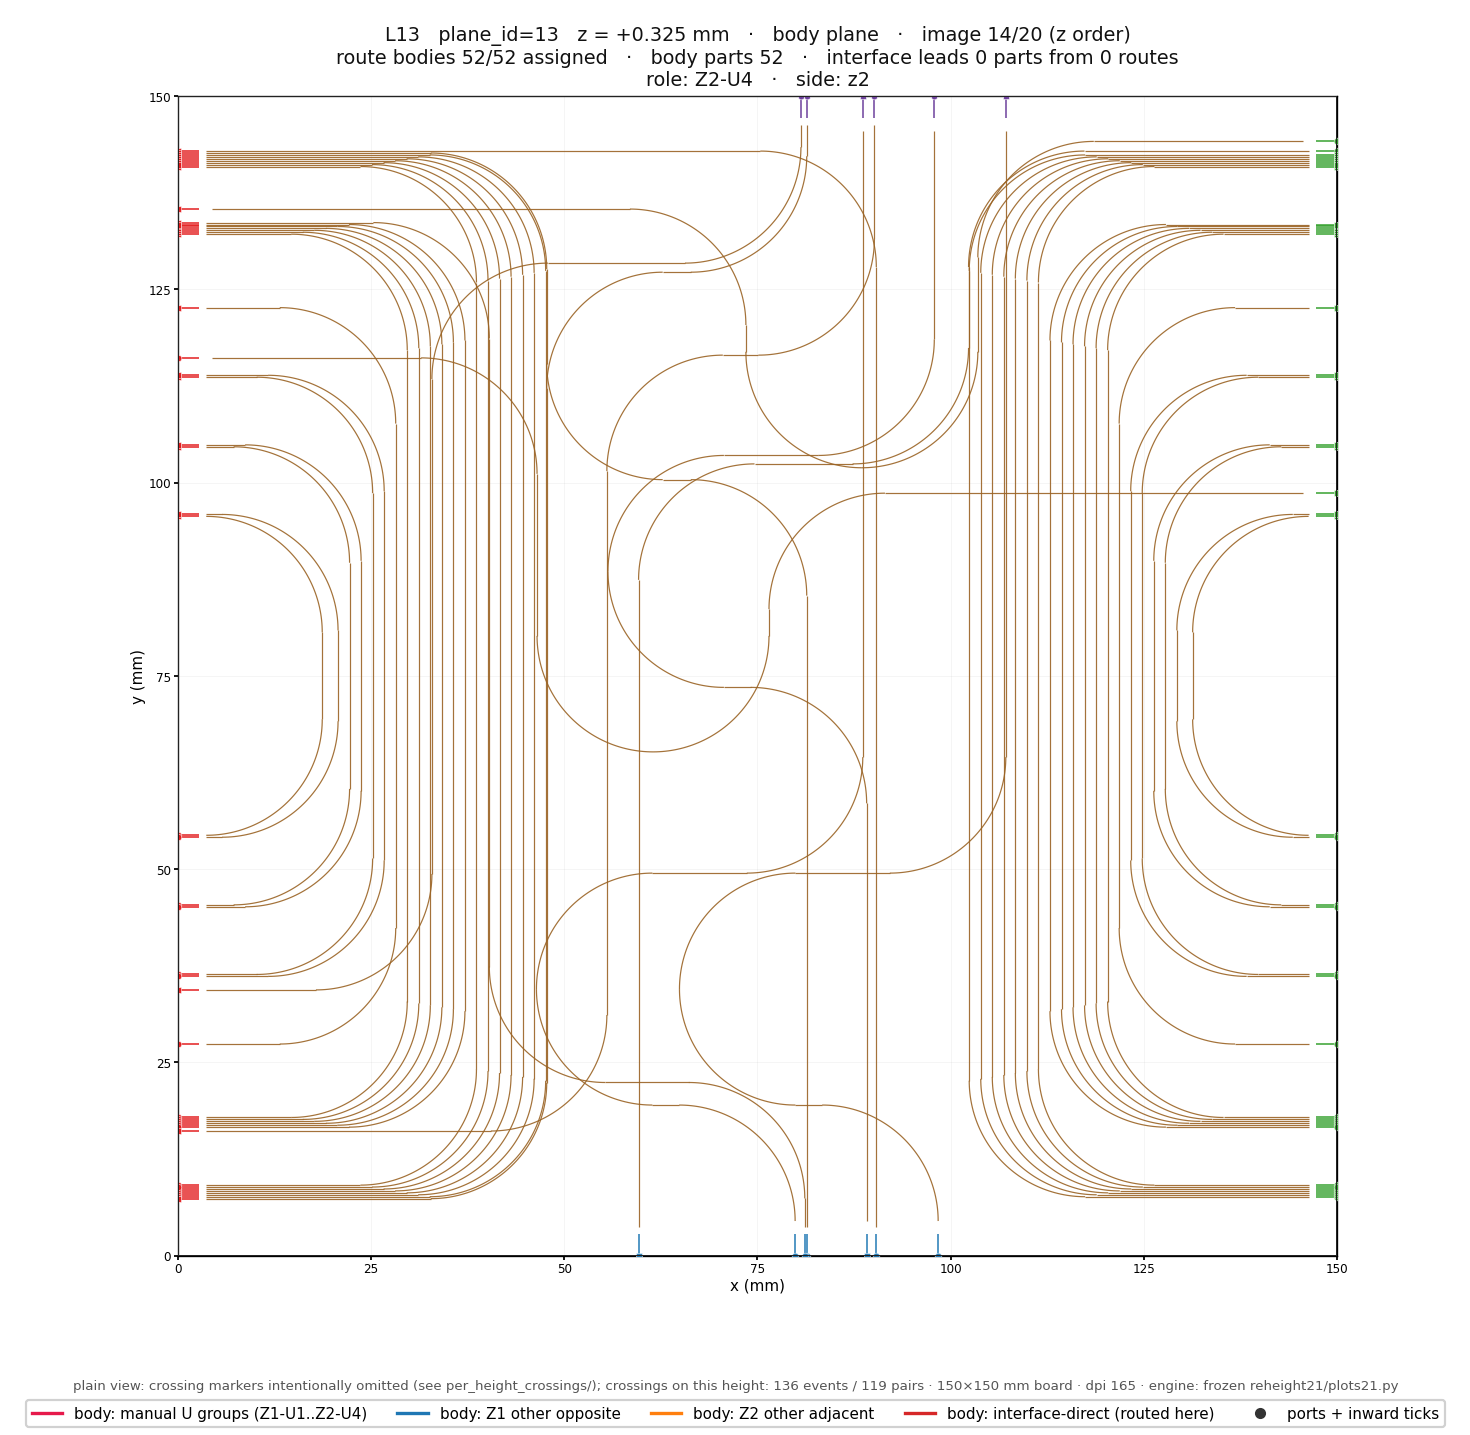 L13   plane_id=13   z = +0.325 mm   ·   body plane   ·   image 14/20 (z order)
route bodies 52/52 assigned   ·   body parts 52   ·   interface leads 0 parts from 0 routes
role: Z2-U4   ·   side: z2
150
125
100
75
50
25
0
y (mm)
0 25 50 75 100 125 150
x (mm)
plain view: crossing markers intentionally omitted (see per_height_crossings/); crossings on this height: 136 events / 119 pairs · 150×150 mm board · dpi 165 · engine: frozen reheight21/plots21.py
body: manual U groups (Z1-U1..Z2-U4) body: Z1 other opposite body: Z2 other adjacent body: interface-direct (routed here) ports + inward ticks